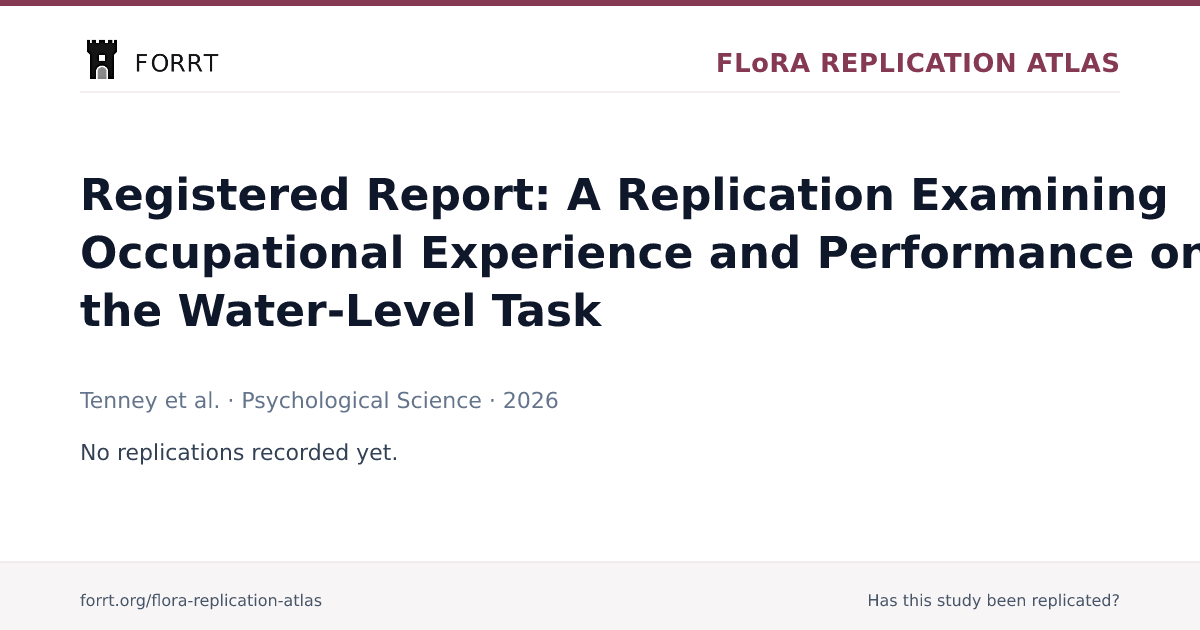 FORRT
FLoRA REPLICATION ATLAS
Registered Report: A Replication Examining
Occupational Experience and Performance on
the Water-Level Task
Tenney et al. · Psychological Science · 2026
No replications recorded yet.
forrt.org/flora-replication-atlas
Has this study been replicated?